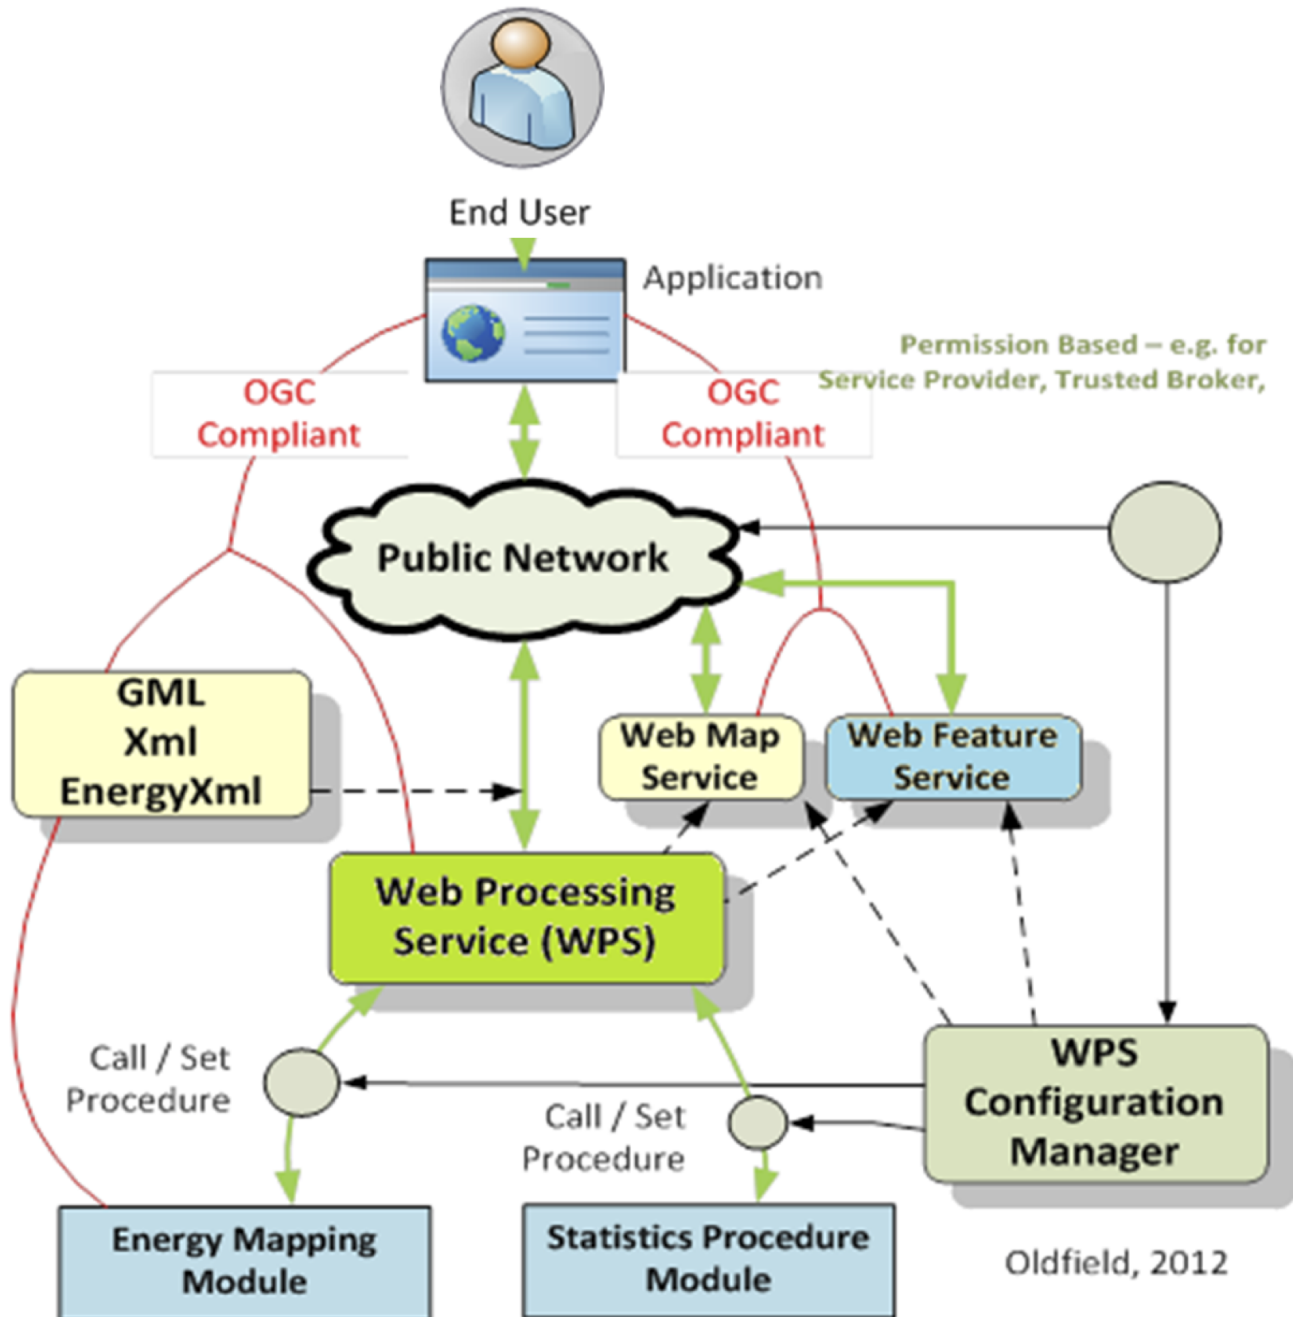 End User
Application
Permission Based – e.g. for
Service Provider, Trusted Broker,
OGC
Compliant
OGC
Compliant
Public Network
GML
Xml
EnergyXml
Web Map
Service
Web Feature
Service
Web Processing
Service (WPS)
Call / Set
Procedure
Call / Set
Procedure
WPS
Configuration
Manager
Energy Mapping
Module
Statistics Procedure
Module
Oldfield, 2012